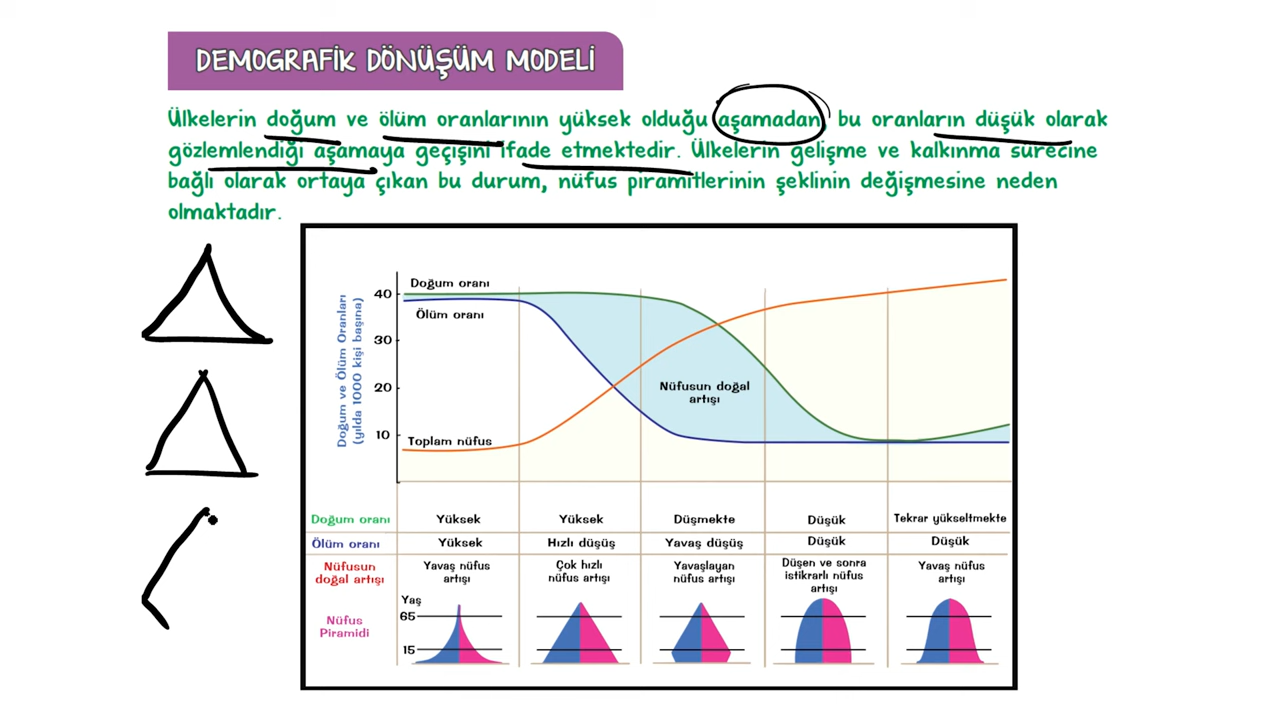 DEMOGRAFİK DÖNÜŞÜM MODELİ
Ülkelerin doğum ve ölüm oranlarının yüksek olduğu aşamadan, bu oranların düşük olarak
gözlemlendiği aşamaya geçişini ifade etmektedir. Ülkelerin gelişme ve kalkınma sürecine
bağlı olarak ortaya çıkan bu durum, nüfus piramitlerinin şeklinin değişmesine neden
olmaktadır.
Doğum ve Ölüm Oranları
(yılda 1000 kişi başına)
40
30
20
10
Doğum oranı
Ölüm oranı
Toplam nüfus
Nüfusun doğal
artışı
Doğum oranı Yüksek Yüksek Düşmekte Düşük Tekrar yükseltmekte
Ölüm oranı Yüksek Hızlı düşüş Yavaş düşüş Düşük Düşük
Nüfusun
doğal artışı
Yavaş nüfus
artışı
Çok hızlı
nüfus artışı
Yavaşlayan
nüfus artışı
Düşen ve sonra
istikrarlı nüfus
artışı
Yavaş nüfus
artışı
Nüfus
Piramidi
Yaş
65
15